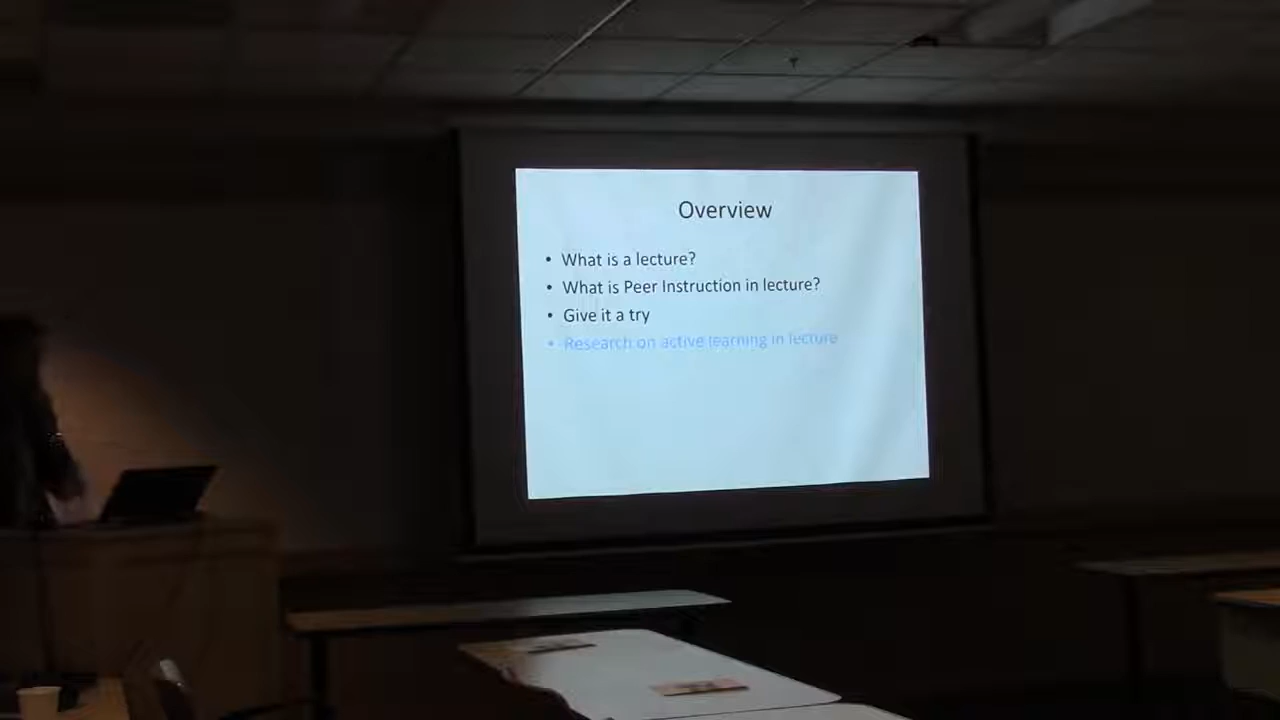 Overview
• What is a lecture?
• What is Peer Instruction in lecture?
• Give it a try
• Research on active learning in lecture